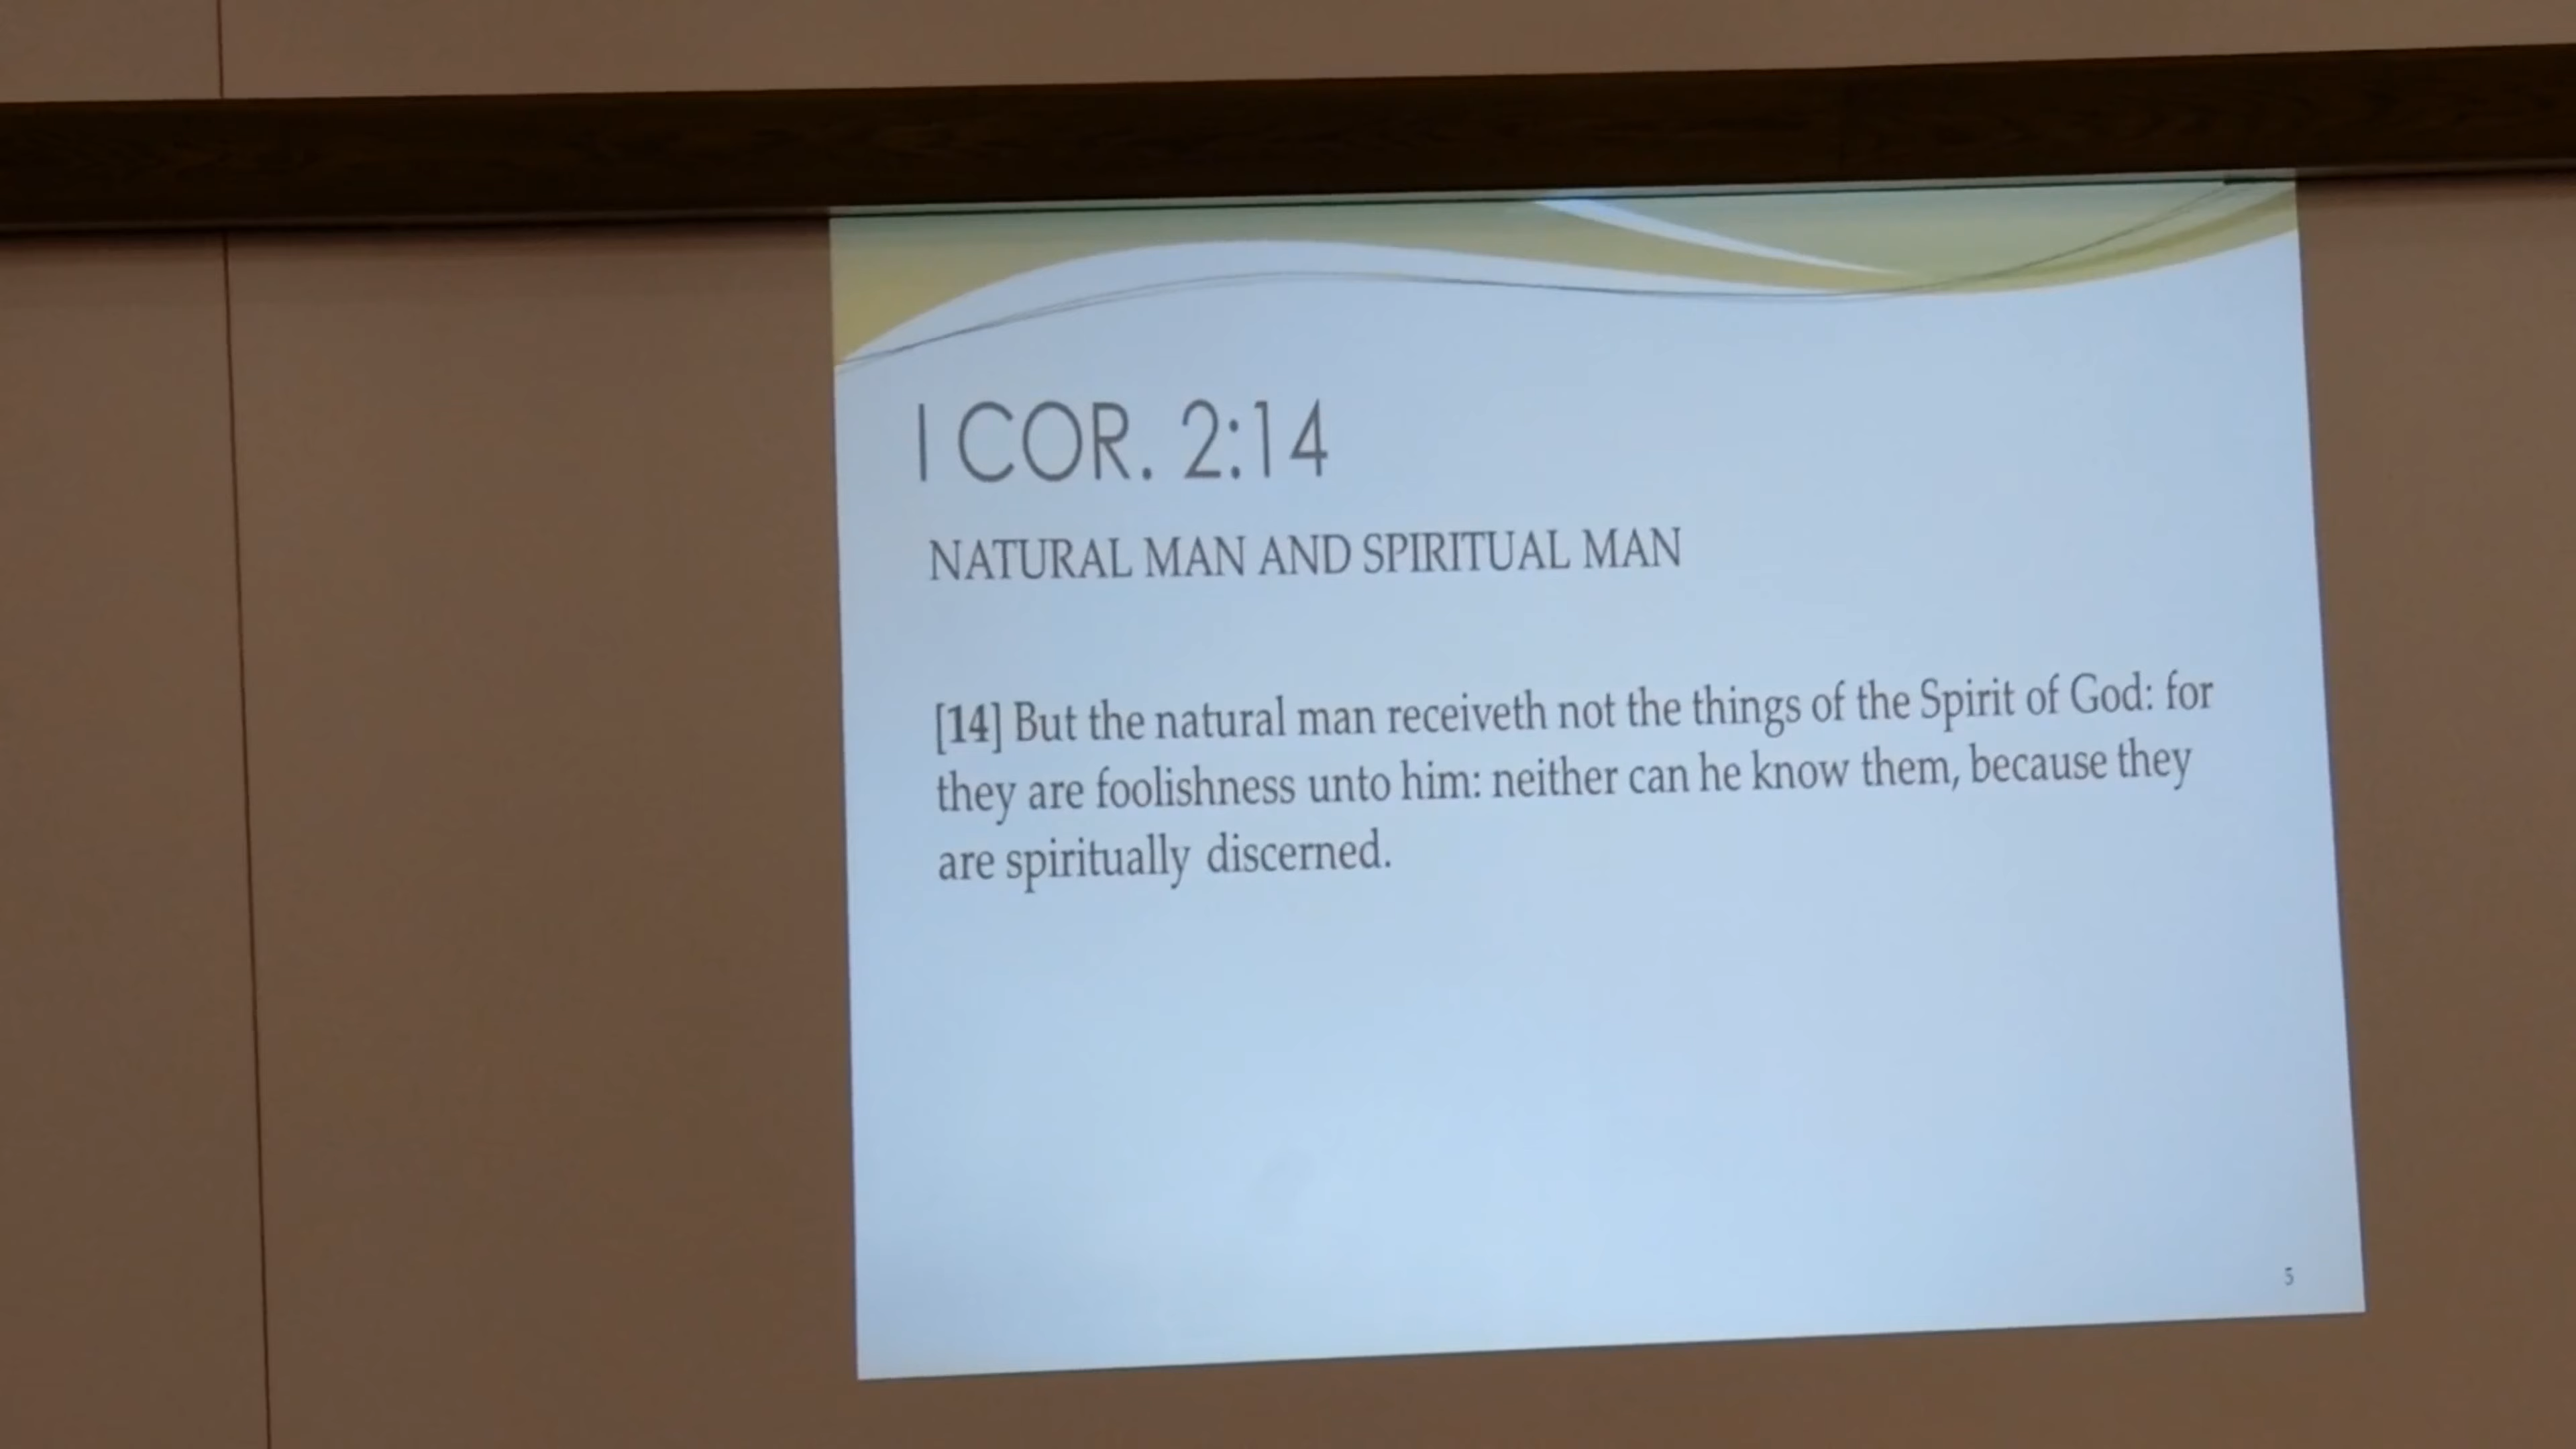 I COR. 2:14
NATURAL MAN AND SPIRITUAL MAN
[14] But the natural man receiveth not the things of the Spirit of God: for
they are foolishness unto him: neither can he know them, because they
are spiritually discerned.
5